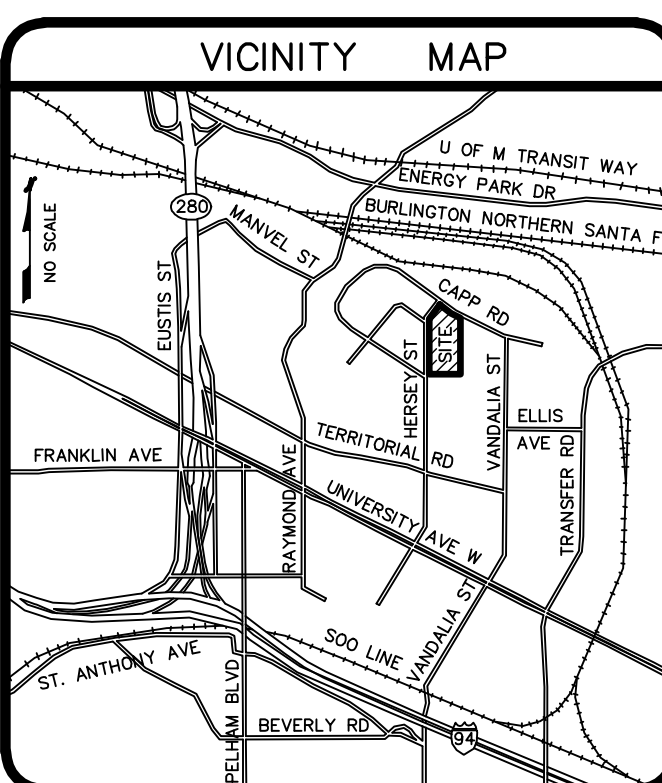 VICINITY MAP
U OF M TRANSIT WAY
ENERGY PARK DR
BURLINGTON NORTHERN SANTA F
280
MANVEL ST
NO SCALE
EUSTIS ST
CAPP RD
SITE
HERSEY ST
VANDALIA ST
ELLIS
AVE
TRANSFER RD
TERRITORIAL RD
FRANKLIN AVE
RAYMOND AVE
UNIVERSITY AVE W
SOO LINE
VANDALIA ST
ST. ANTHONY AVE
PELHAM BLVD
BEVERLY RD
94